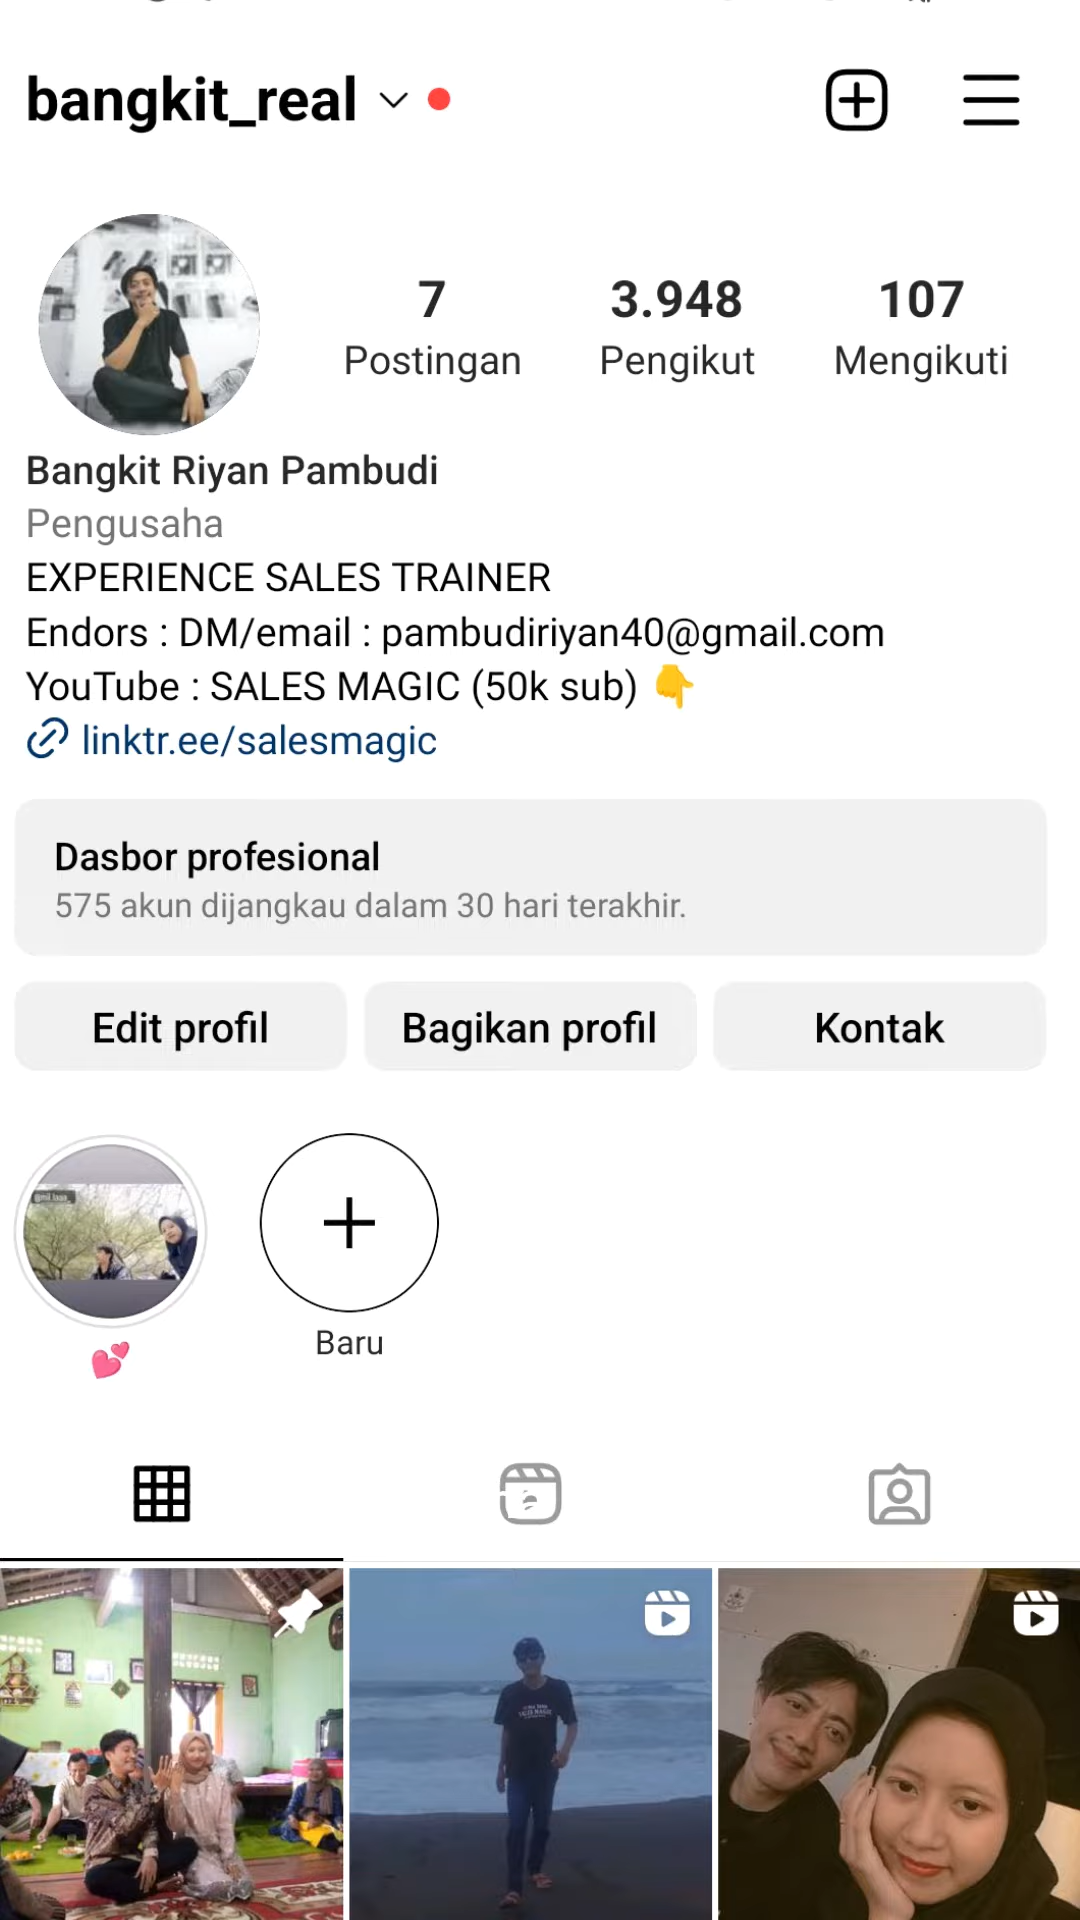 bangkit_real
7
Postingan
3.948
Pengikut
107
Mengikuti
Bangkit Riyan Pambudi
Pengusaha
EXPERIENCE SALES TRAINER
Endors : DM/email : pambudiriyan40@gmail.com
YouTube : SALES MAGIC (50k sub) 👇
linktr.ee/salesmagic
Dasbor profesional
575 akun dijangkau dalam 30 hari terakhir.
Edit profil
Bagikan profil
Kontak
💕
Baru
SALES MAGIC